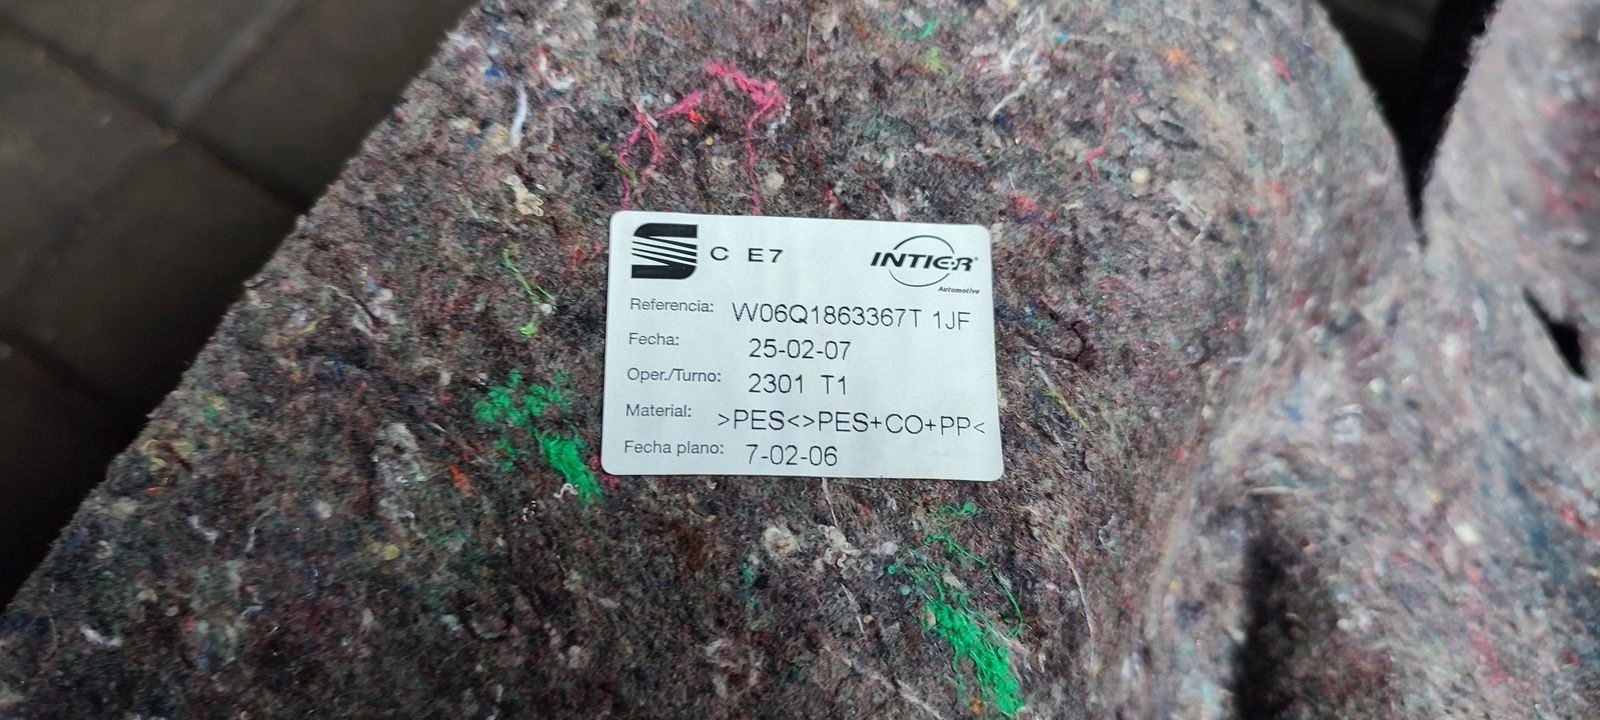 C E7
INTIER®
Automotive
Referencia: W06Q1863367T 1JF
Fecha: 25-02-07
Oper./Turno: 2301 T1
Material: >PES<>PES+CO+PP<
Fecha plano: 7-02-06